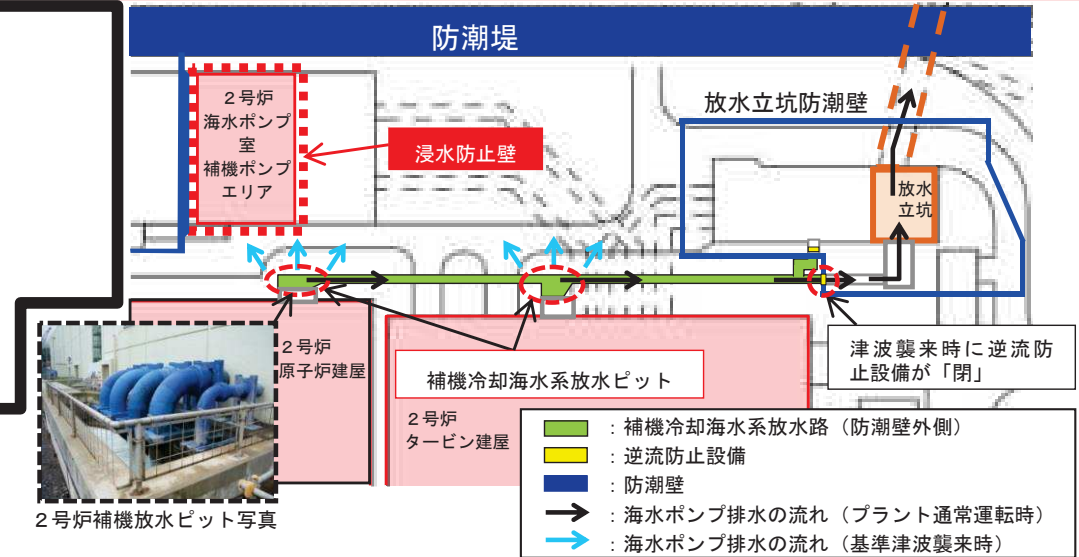 防潮堤
2号炉
海水ポンプ
室
補機ポンプ
エリア
浸水防止壁
放水立坑防潮壁
放水
立坑
2号炉
原子炉建屋
補機冷却海水系放水ピット
2号炉
タービン建屋
津波襲来時に逆流防
止設備が「閉」
:補機冷却海水系放水路(防潮壁外側)
:逆流防止設備
:防潮壁
:海水ポンプ排水の流れ(プラント通常運転時)
:海水ポンプ排水の流れ(基準津波襲来時)
2号炉補機放水ピット写真